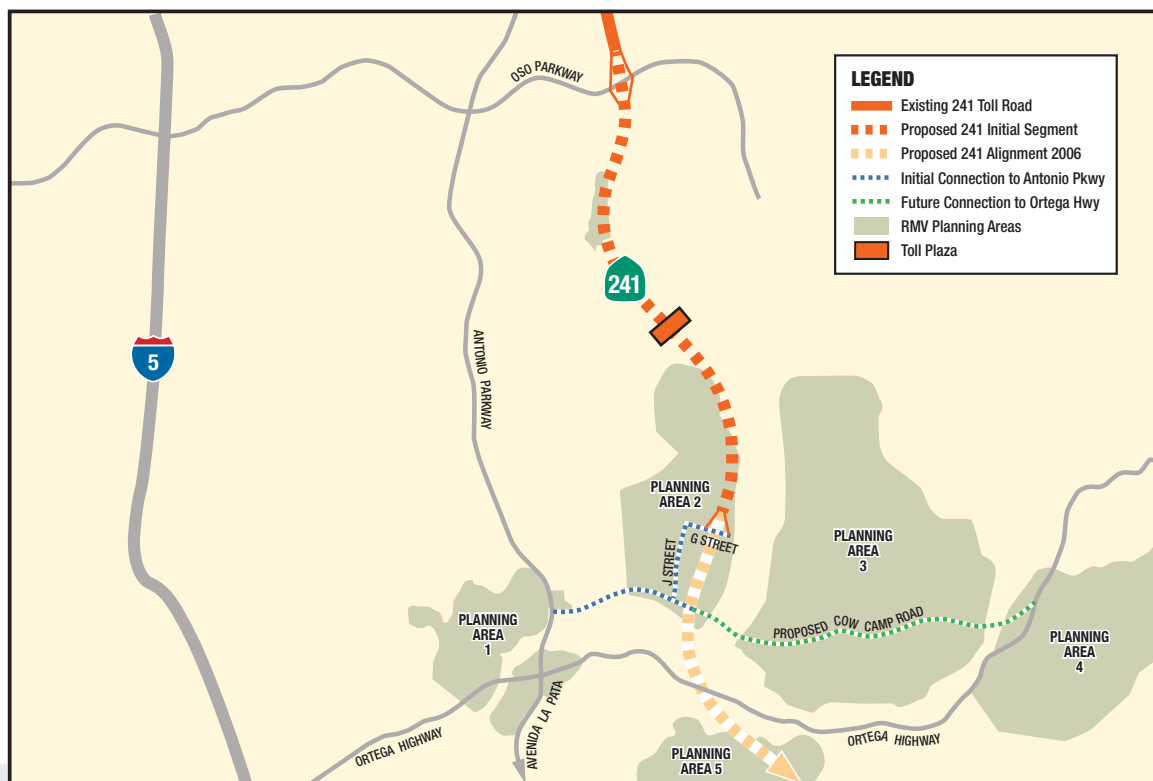 OSO PARKWAY
LEGEND
Existing 241 Toll Road
Proposed 241 Initial Segment
Proposed 241 Alignment 2006
Initial Connection to Antonio Pkwy
Future Connection to Ortega Hwy
RMV Planning Areas
Toll Plaza
241
5
ANTONIO PARKWAY
PLANNING
AREA 2
G STREET
J STREET
PLANNING
AREA
3
PROPOSED COW CAMP ROAD
PLANNING
AREA
1
PLANNING
AREA
4
AVENIDA LA PATA
ORTEGA HIGHWAY
ORTEGA HIGHWAY
PLANNING
AREA 5